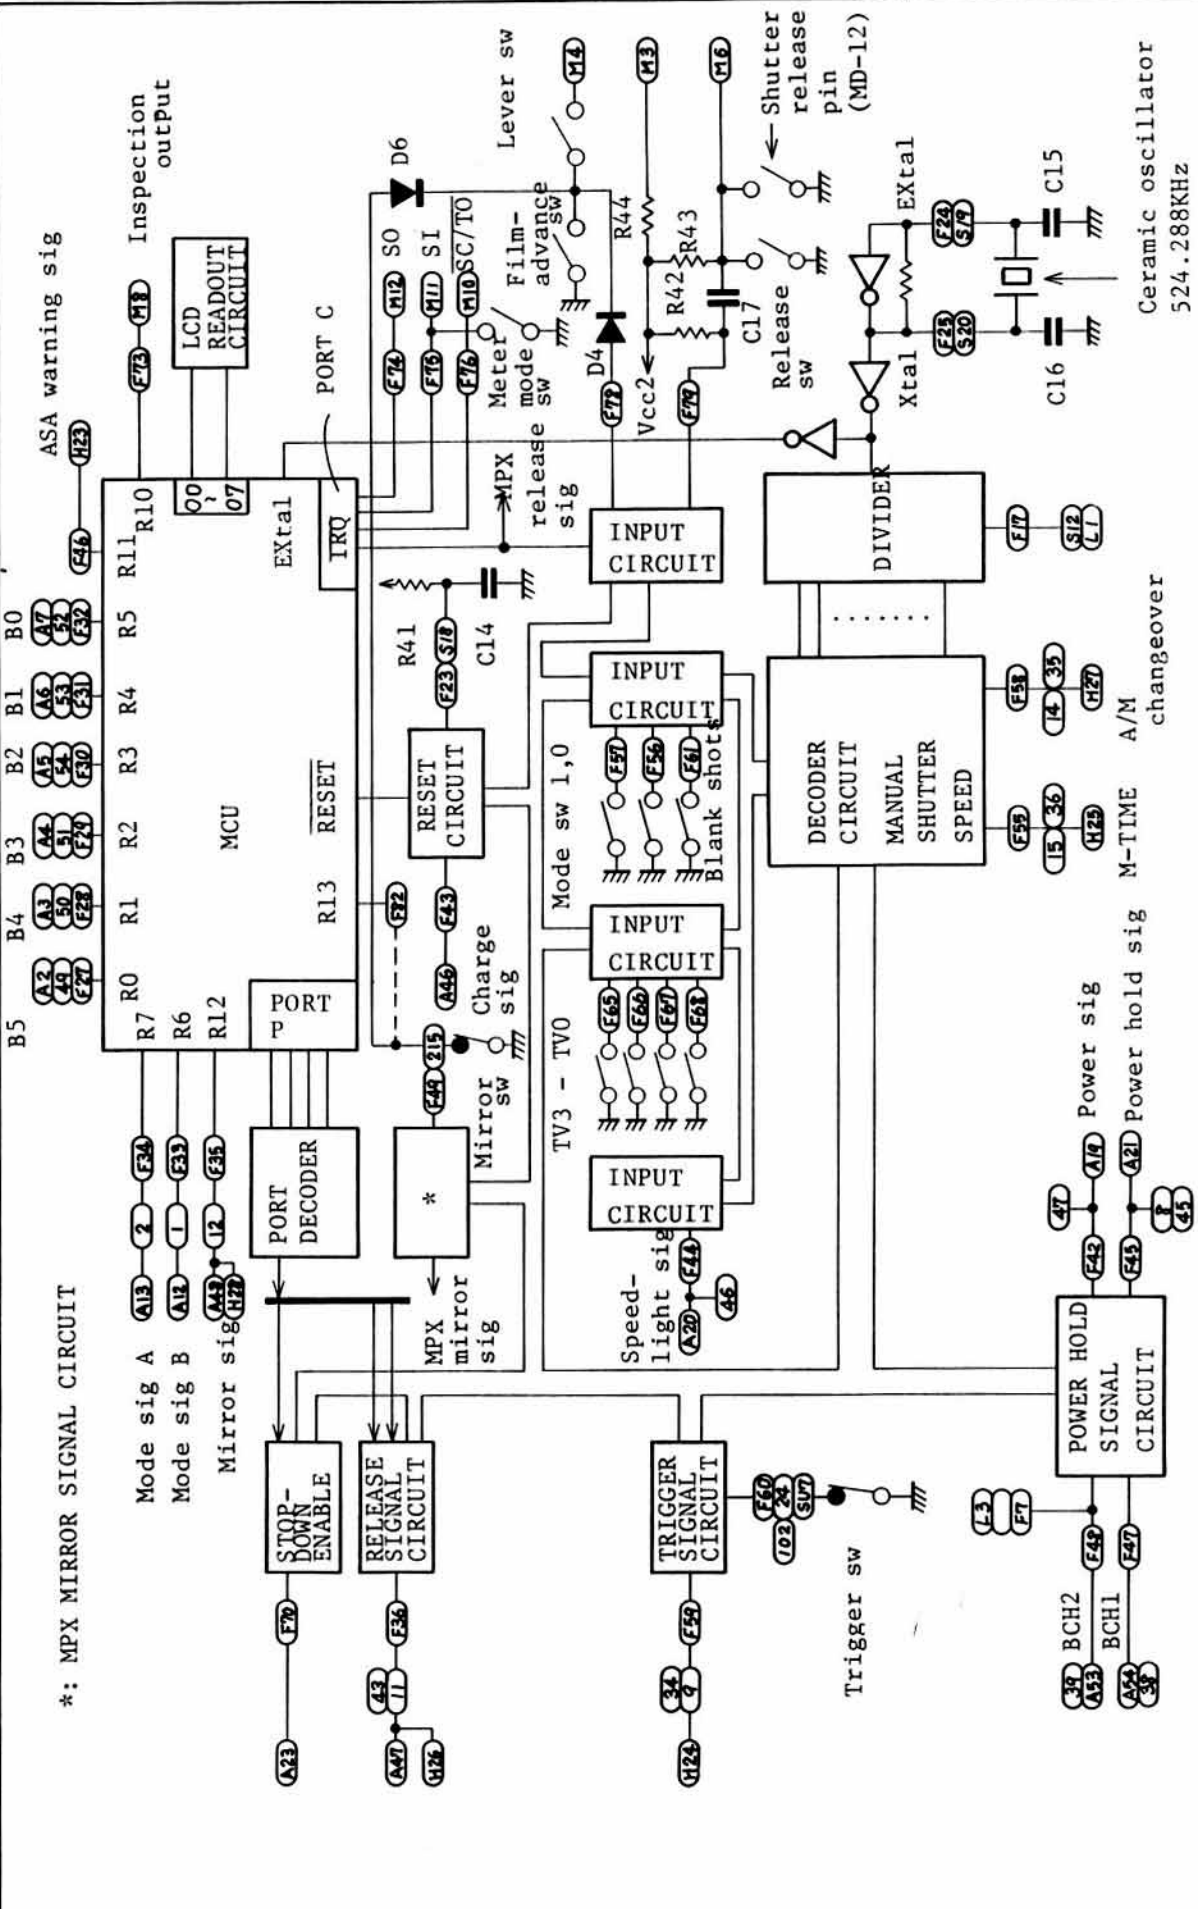 *: MPX MIRROR SIGNAL CIRCUIT
B5
A2
49
F27
B4
A3
50
F28
B3
A4
51
F29
B2
A5
54
F30
B1
A6
53
F31
B0
A7
52
F32
ASA warning sig
H23
F46
Inspection
output
M8
F73
R0
R1
R2
R3
R4
R5
R11
R10
R7
R6
R12
MCU
RESET
R13
PORT
P
EXtal
IRQ
PORT C
00
~
07
LCD
READOUT
CIRCUIT
Mode sig A
A13
2
F34
Mode sig B
A12
1
F33
Mirror sig
A49
H22
12
F35
PORT
DECODER
*
MPX
mirror
sig
F49
215
Mirror
sw
Charge
sig
F82
A46
F43
RESET
CIRCUIT
F23
S18
R41
C14
MPX
release
sig
F74
M12
SO
F75
M11
SI
F76
M10
SC/TO
Meter
mode
sw
D6
Film-
advance
sw
Lever sw
M4
D4
F78
M3
R44
R42
R43
Vcc2
M6
C17
F79
Release
sw
Shutter
release
pin
(MD-12)
INPUT
CIRCUIT
INPUT
CIRCUIT
Mode sw 1,0
F57
F56
F61
Blank shots
INPUT
CIRCUIT
TV3 - TV0
F65
F66
F67
F68
INPUT
CIRCUIT
Speed-
light sig
F44
A20
46
STOP-
DOWN
ENABLE
F70
A23
RELEASE
SIGNAL
CIRCUIT
F36
43
11
A47
H26
TRIGGER
SIGNAL
CIRCUIT
F59
34
9
H24
F60
24
SU7
102
Trigger sw
DECODER
CIRCUIT
MANUAL
SHUTTER
SPEED
DIVIDER
F17
S12
L1
F58
14
35
H27
A/M
changeover
F55
15
36
H25
M-TIME
Xtal
EXtal
F25
S20
F24
S19
C16
C15
Ceramic oscillator
524.288KHz
POWER HOLD
SIGNAL
CIRCUIT
F42
47
A19
Power sig
F45
8
45
A21
Power hold sig
L3
F7
F48
BCH2
39
A53
F47
BCH1
A54
38